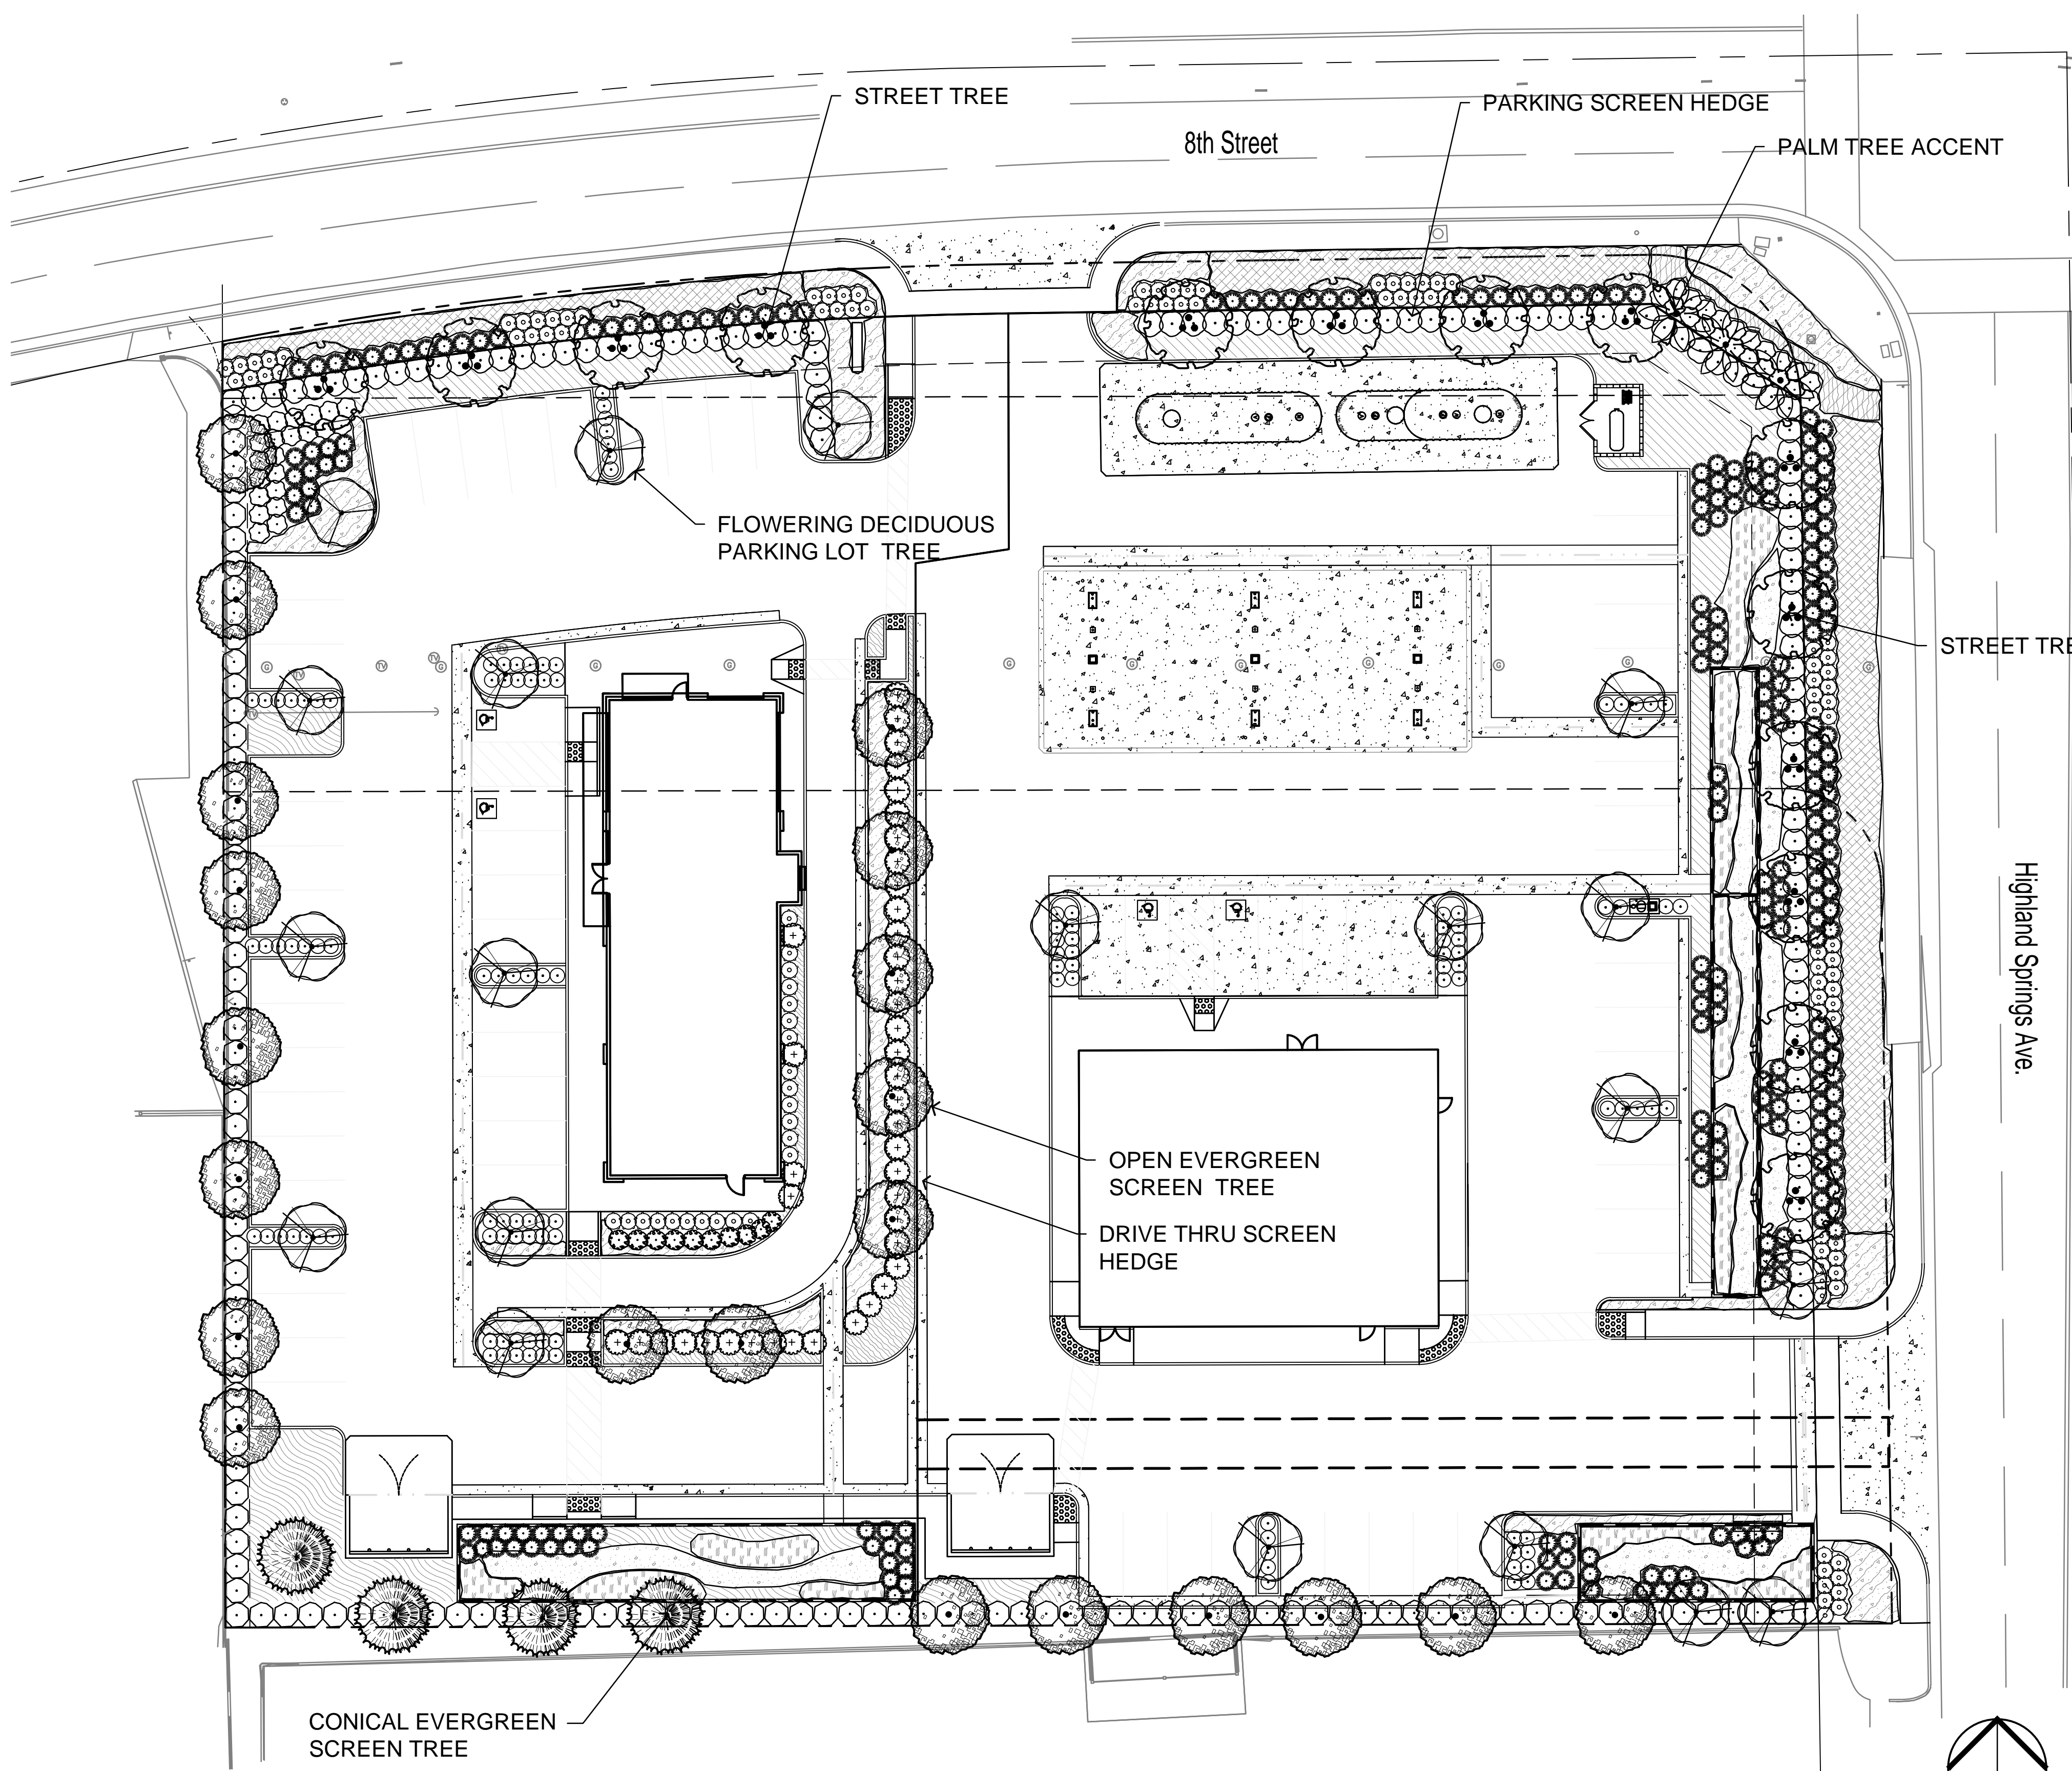 STREET TREE
PARKING SCREEN HEDGE
8th Street
PALM TREE ACCENT
FLOWERING DECIDUOUS
PARKING LOT TREE
STREET TRE
Highland Springs Ave.
OPEN EVERGREEN
SCREEN TREE
DRIVE THRU SCREEN
HEDGE
CONICAL EVERGREEN
SCREEN TREE